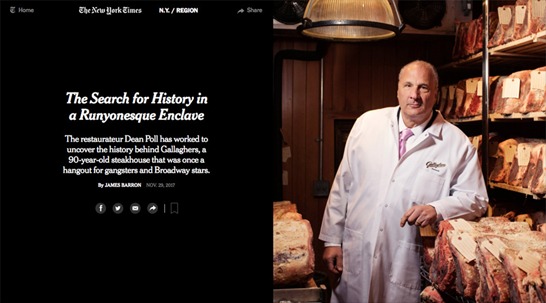 Home
The New York Times
N.Y. / REGION
Share
The Search for History in
a Runyonesque Enclave
The restaurateur Dean Poll has worked to
uncover the history behind Gallaghers, a
90-year-old steakhouse that was once a
hangout for gangsters and Broadway stars.
By JAMES BARRON NOV. 29, 2017
Gallaghers